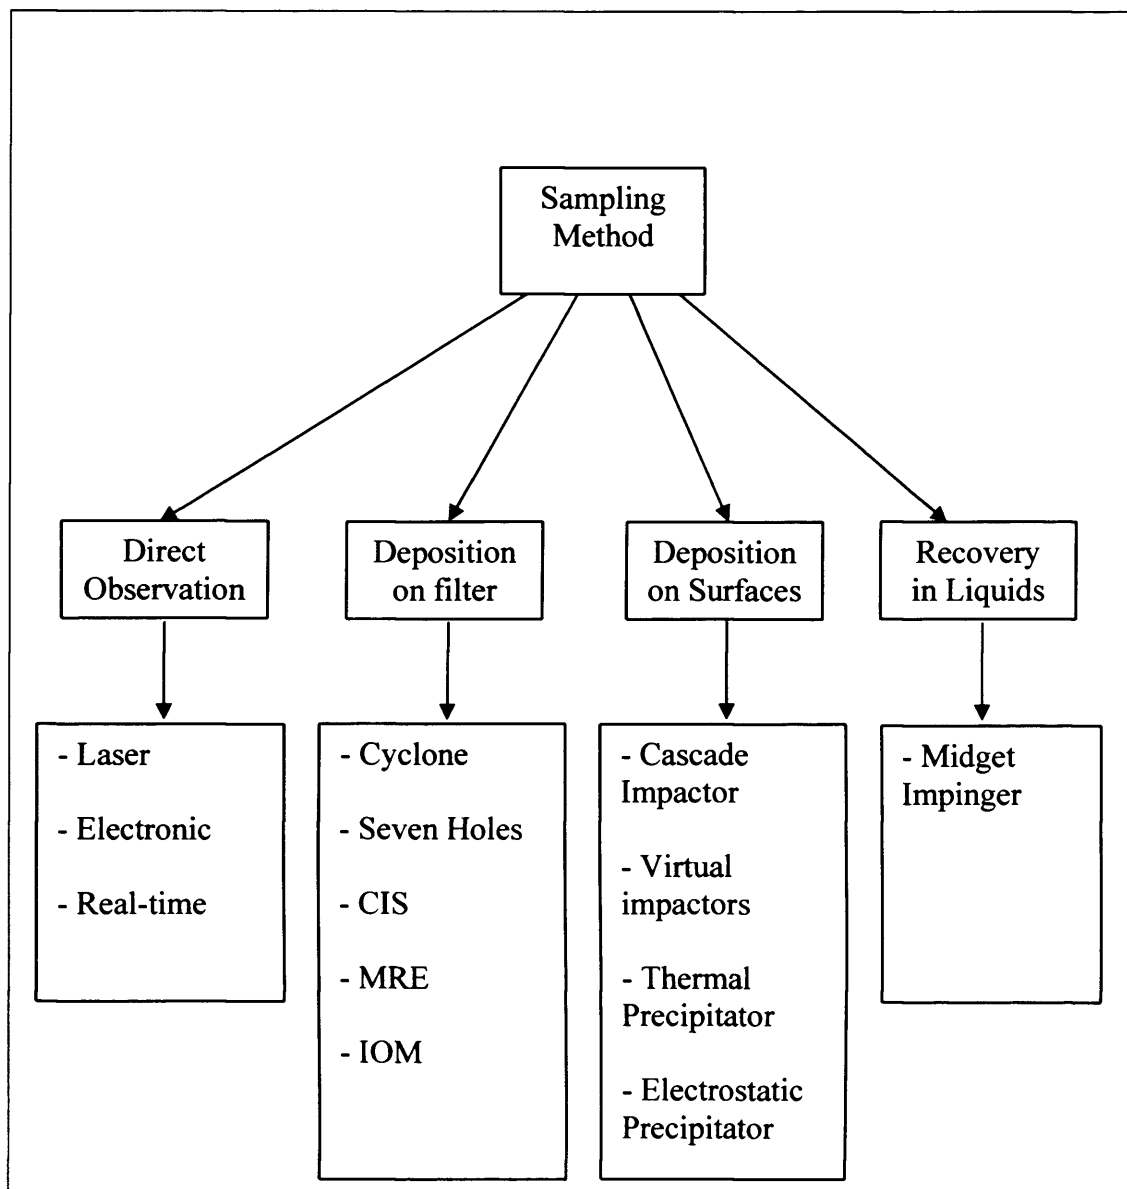 Sampling
Method
Direct
Observation
Deposition
on filter
Deposition
on Surfaces
Recovery
in Liquids
- Laser
- Electronic
- Real-time
- Cyclone
- Seven Holes
- CIS
- MRE
- IOM
- Cascade
Impactor
- Virtual
impactors
- Thermal
Precipitator
- Electrostatic
Precipitator
- Midget
Impinger